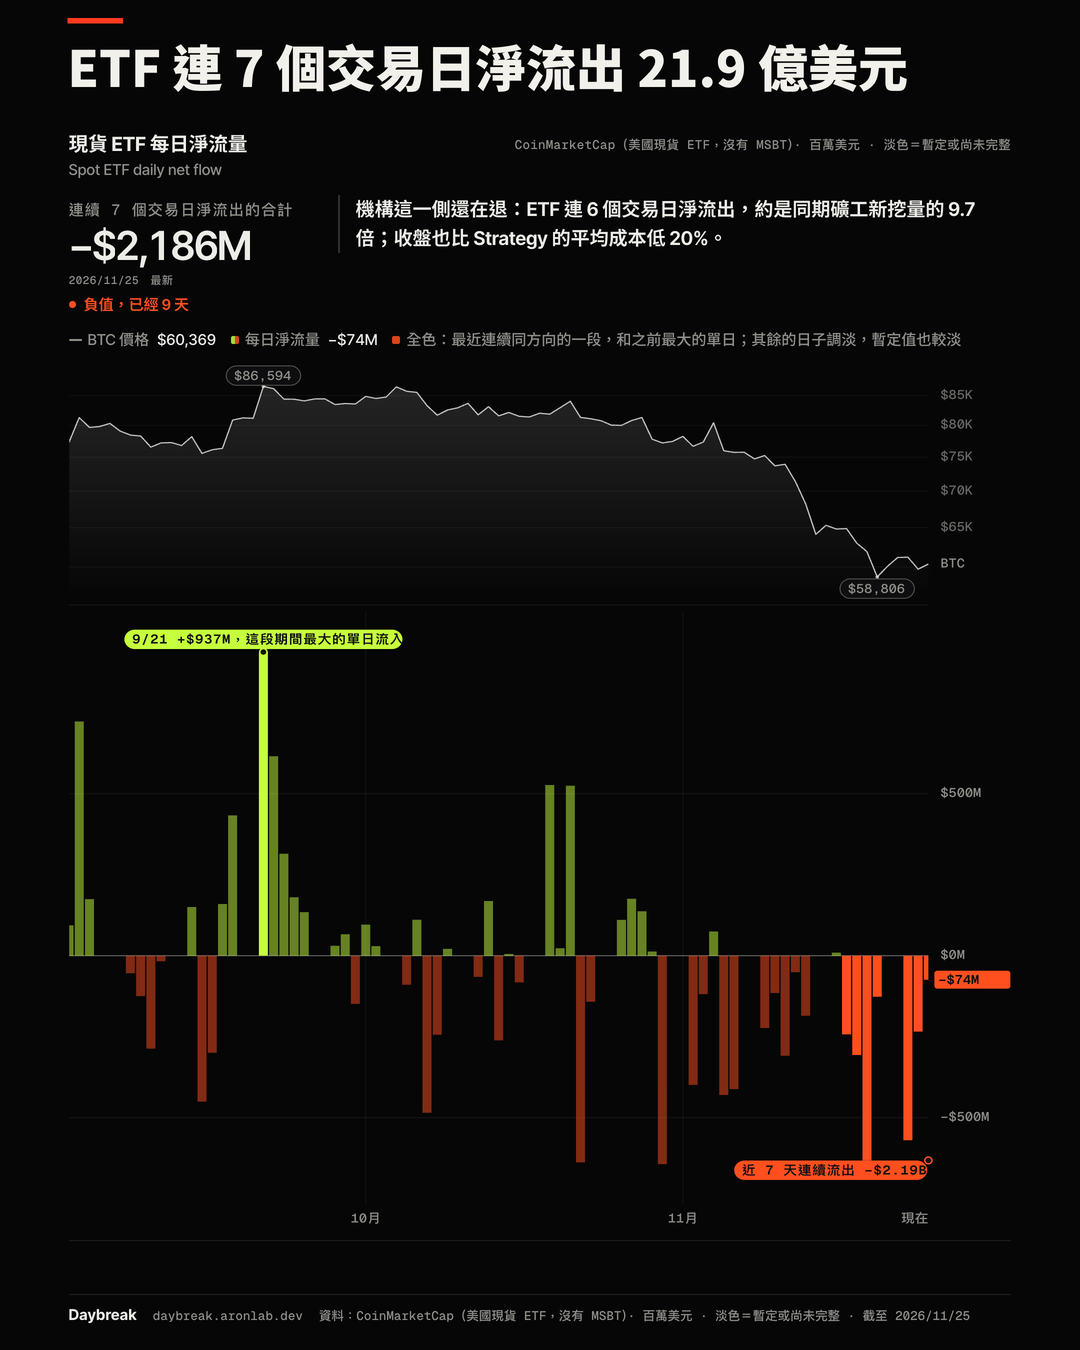 ETF 連 7 個交易日淨流出 21.9 億美元
現貨 ETF 每日淨流量
CoinMarketCap (美國現貨 ETF，沒有 MSBT)· 百萬美元 · 淡色＝暫定或尚未完整
Spot ETF daily net flow
連續 7 個交易日淨流出的合計
−$2,186M
2026/11/25 最新
● 負值，已經 9 天
機構這一側還在退：ETF 連 6 個交易日淨流出，約是同期礦工新挖量的 9.7
倍；收盤也比 Strategy 的平均成本低 20%。
BTC 價格 $60,369 每日淨流量 −$74M 全色：最近連續同方向的一段，和之前最大的單日；其餘的日子調淡，暫定值也較淡
$86,594
$85K
$80K
$75K
$70K
$65K
BTC
$58,806
9/21 +$937M，這段期間最大的單日流入
$500M
$0M
−$74M
−$500M
近 7 天連續流出 −$2.19B
10月
11月
現在
Daybreak daybreak.aronlab.dev 資料：CoinMarketCap (美國現貨 ETF，沒有 MSBT)· 百萬美元 · 淡色＝暫定或尚未完整 · 截至 2026/11/25